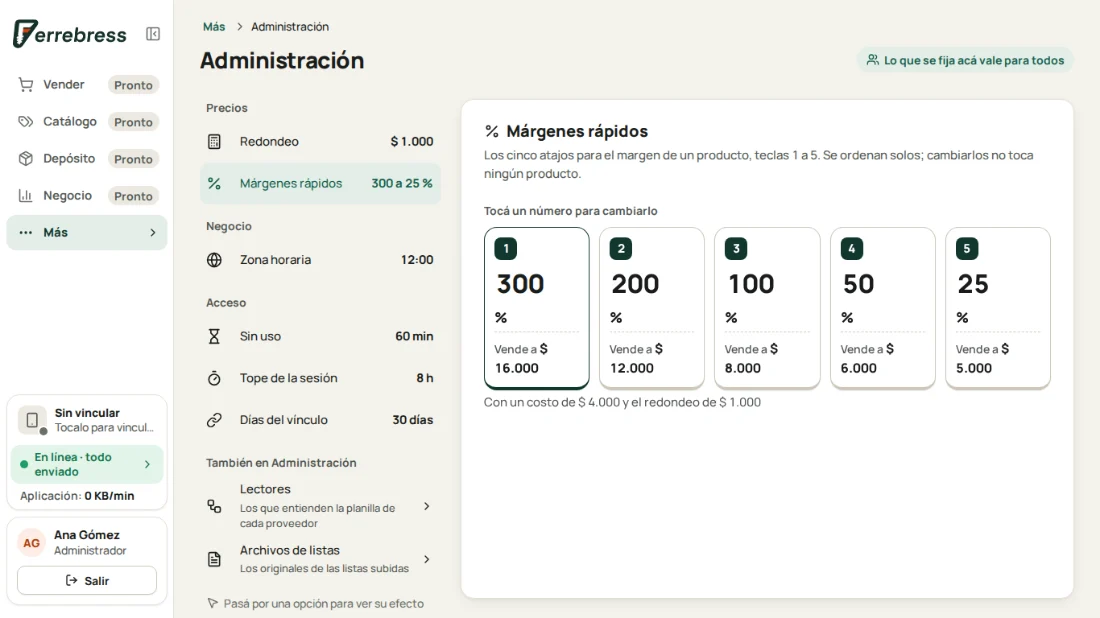 Ferrebress
Vender Pronto
Catálogo Pronto
Depósito Pronto
Negocio Pronto
Más
Sin vincular
Tocalo para vincul…
En línea · todo
enviado
Aplicación: 0 KB/min
AG
Ana Gómez
Administrador
Salir
Más > Administración
Administración
Lo que se fija acá vale para todos
Precios
Redondeo $ 1.000
Márgenes rápidos 300 a 25 %
Negocio
Zona horaria 12:00
Acceso
Sin uso 60 min
Tope de la sesión 8 h
Días del vínculo 30 días
También en Administración
Lectores
Los que entienden la planilla de
cada proveedor
Archivos de listas
Los originales de las listas subidas
Pasá por una opción para ver su efecto
% Márgenes rápidos
Los cinco atajos para el margen de un producto, teclas 1 a 5. Se ordenan solos; cambiarlos no toca
ningún producto.
Tocá un número para cambiarlo
1
300
%
Vende a $
16.000
2
200
%
Vende a $
12.000
3
100
%
Vende a $
8.000
4
50
%
Vende a $
6.000
5
25
%
Vende a $
5.000
Con un costo de $ 4.000 y el redondeo de $ 1.000